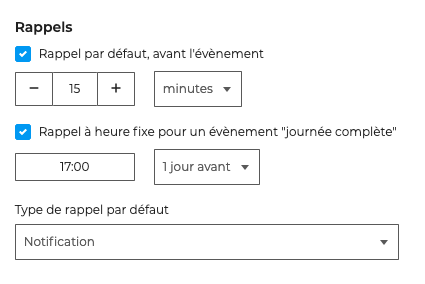 Rappels
Rappel par défaut, avant l'évènement
− 15 + minutes
Rappel à heure fixe pour un évènement "journée complète"
17:00 1 jour avant
Type de rappel par défaut
Notification